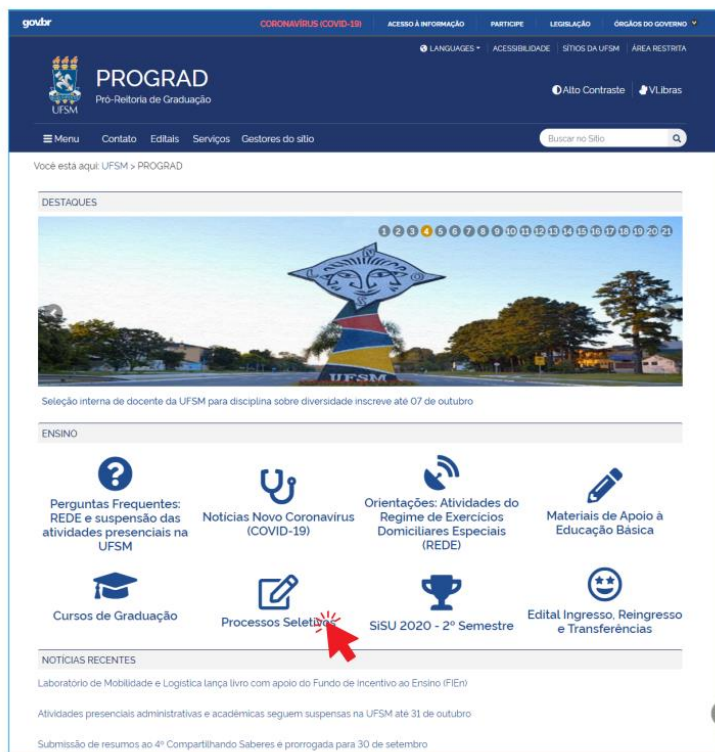 govbr
CORONAVÍRUS (COVID-19)
ACESSO À INFORMAÇÃO
PARTICIPE
LEGISLAÇÃO
ÓRGÃOS DO GOVERNO
LANGUAGES
ACESSIBILIDADE
SÍTIOS DA UFSM
ÁREA RESTRITA
UFSM
PROGRAD
Pró-Reitoria de Graduação
Alto Contraste
VLibras
Menu
Contato
Editais
Serviços
Gestores do sítio
Buscar no Sítio
Você está aqui: UFSM > PROGRAD
DESTAQUES
1 2 3 4 5 6 7 8 9 10 11 12 13 14 15 16 17 18 19 20 21
UFSM
Seleção interna de docente da UFSM para disciplina sobre diversidade inscreve até 07 de outubro
ENSINO
Perguntas Frequentes:
REDE e suspensão das
atividades presenciais na
UFSM
Notícias Novo Coronavírus
(COVID-19)
Orientações: Atividades do
Regime de Exercícios
Domiciliares Especiais
(REDE)
Materiais de Apoio à
Educação Básica
Cursos de Graduação
Processos Seletivos
SiSU 2020 - 2º Semestre
Edital Ingresso, Reingresso
e Transferências
NOTÍCIAS RECENTES
Laboratório de Mobilidade e Logística lança livro com apoio do Fundo de Incentivo ao Ensino (FIEn)
Atividades presenciais administrativas e acadêmicas seguem suspensas na UFSM até 31 de outubro
Submissão de resumos ao 4º Compartilhando Saberes é prorrogada para 30 de setembro